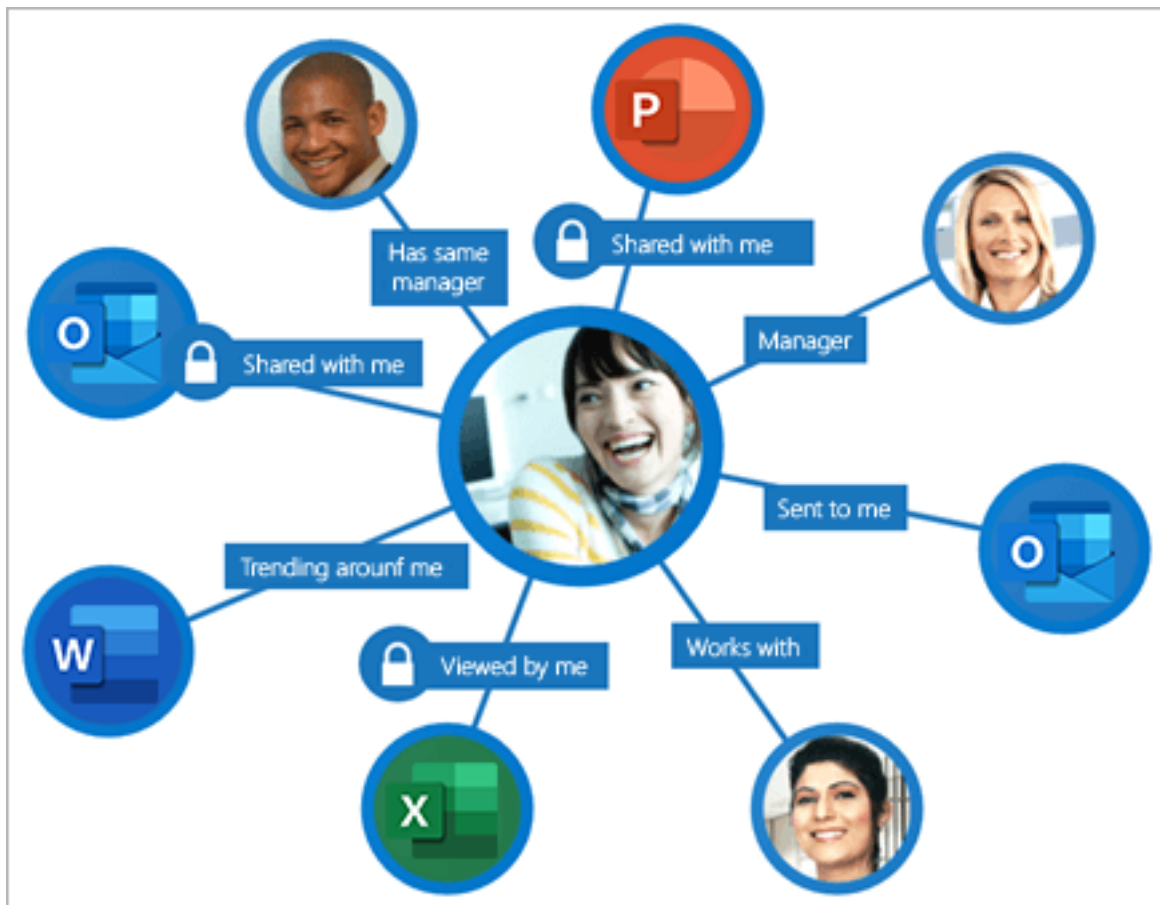 P
Has same
manager
Shared with me
Manager
O
Shared with me
Sent to me
O
Trending arounf me
W
Viewed by me
Works with
X